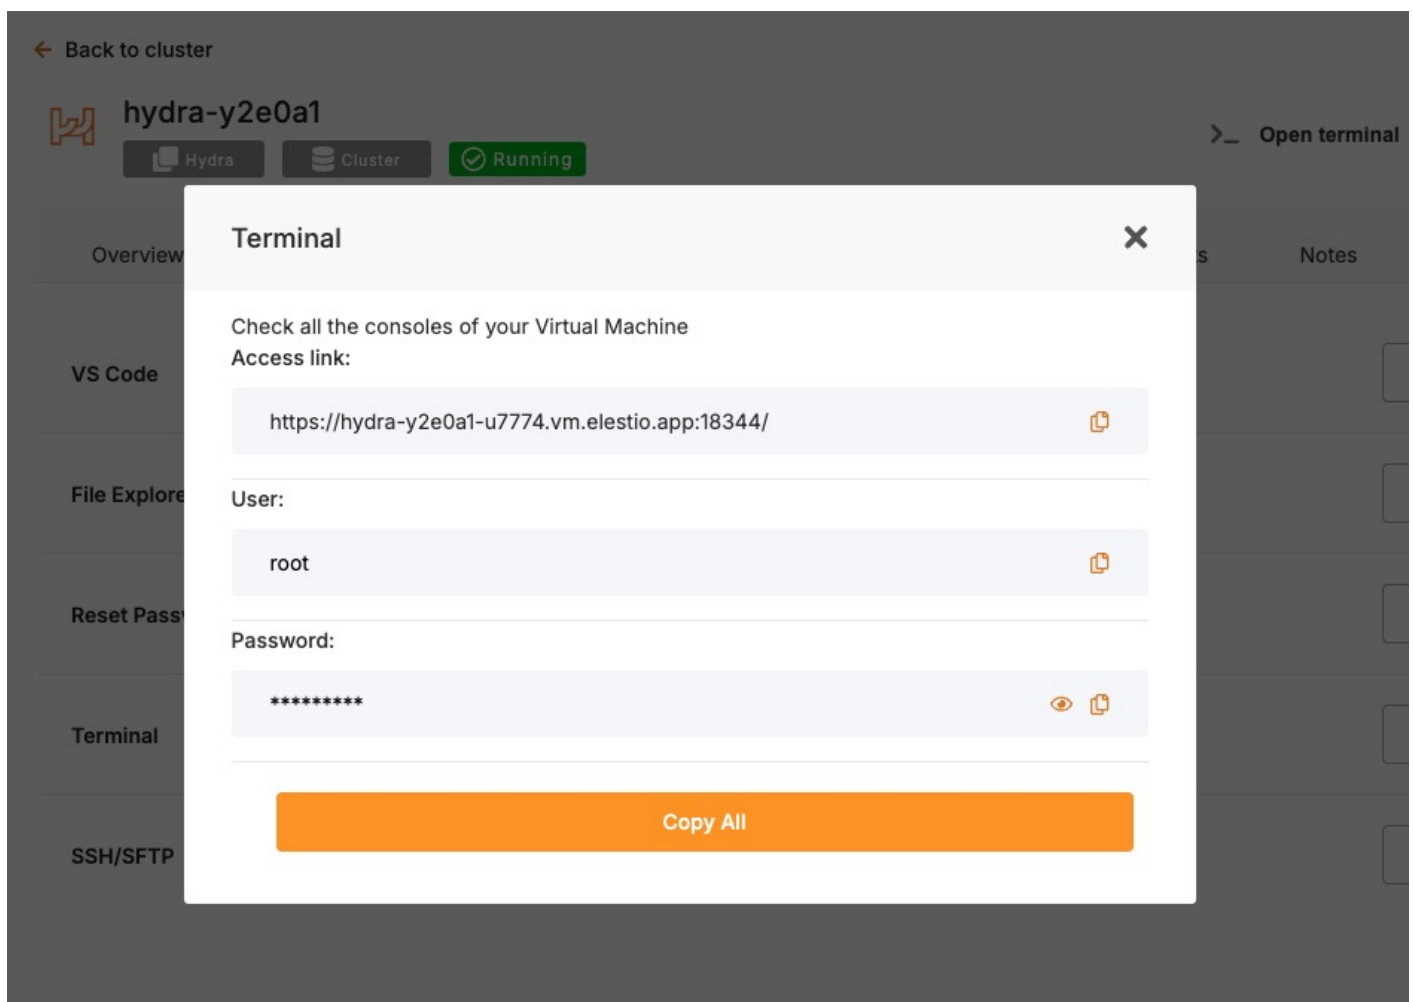 Back to cluster
hydra-y2e0a1
Hydra Cluster Running
>_ Open terminal
Overview Notes
Terminal
Check all the consoles of your Virtual Machine
Access link:
https://hydra-y2e0a1-u7774.vm.elestio.app:18344/
User:
root
Password:
*********
Copy All
VS Code
File Explore
Reset Pass
Terminal
SSH/SFTP